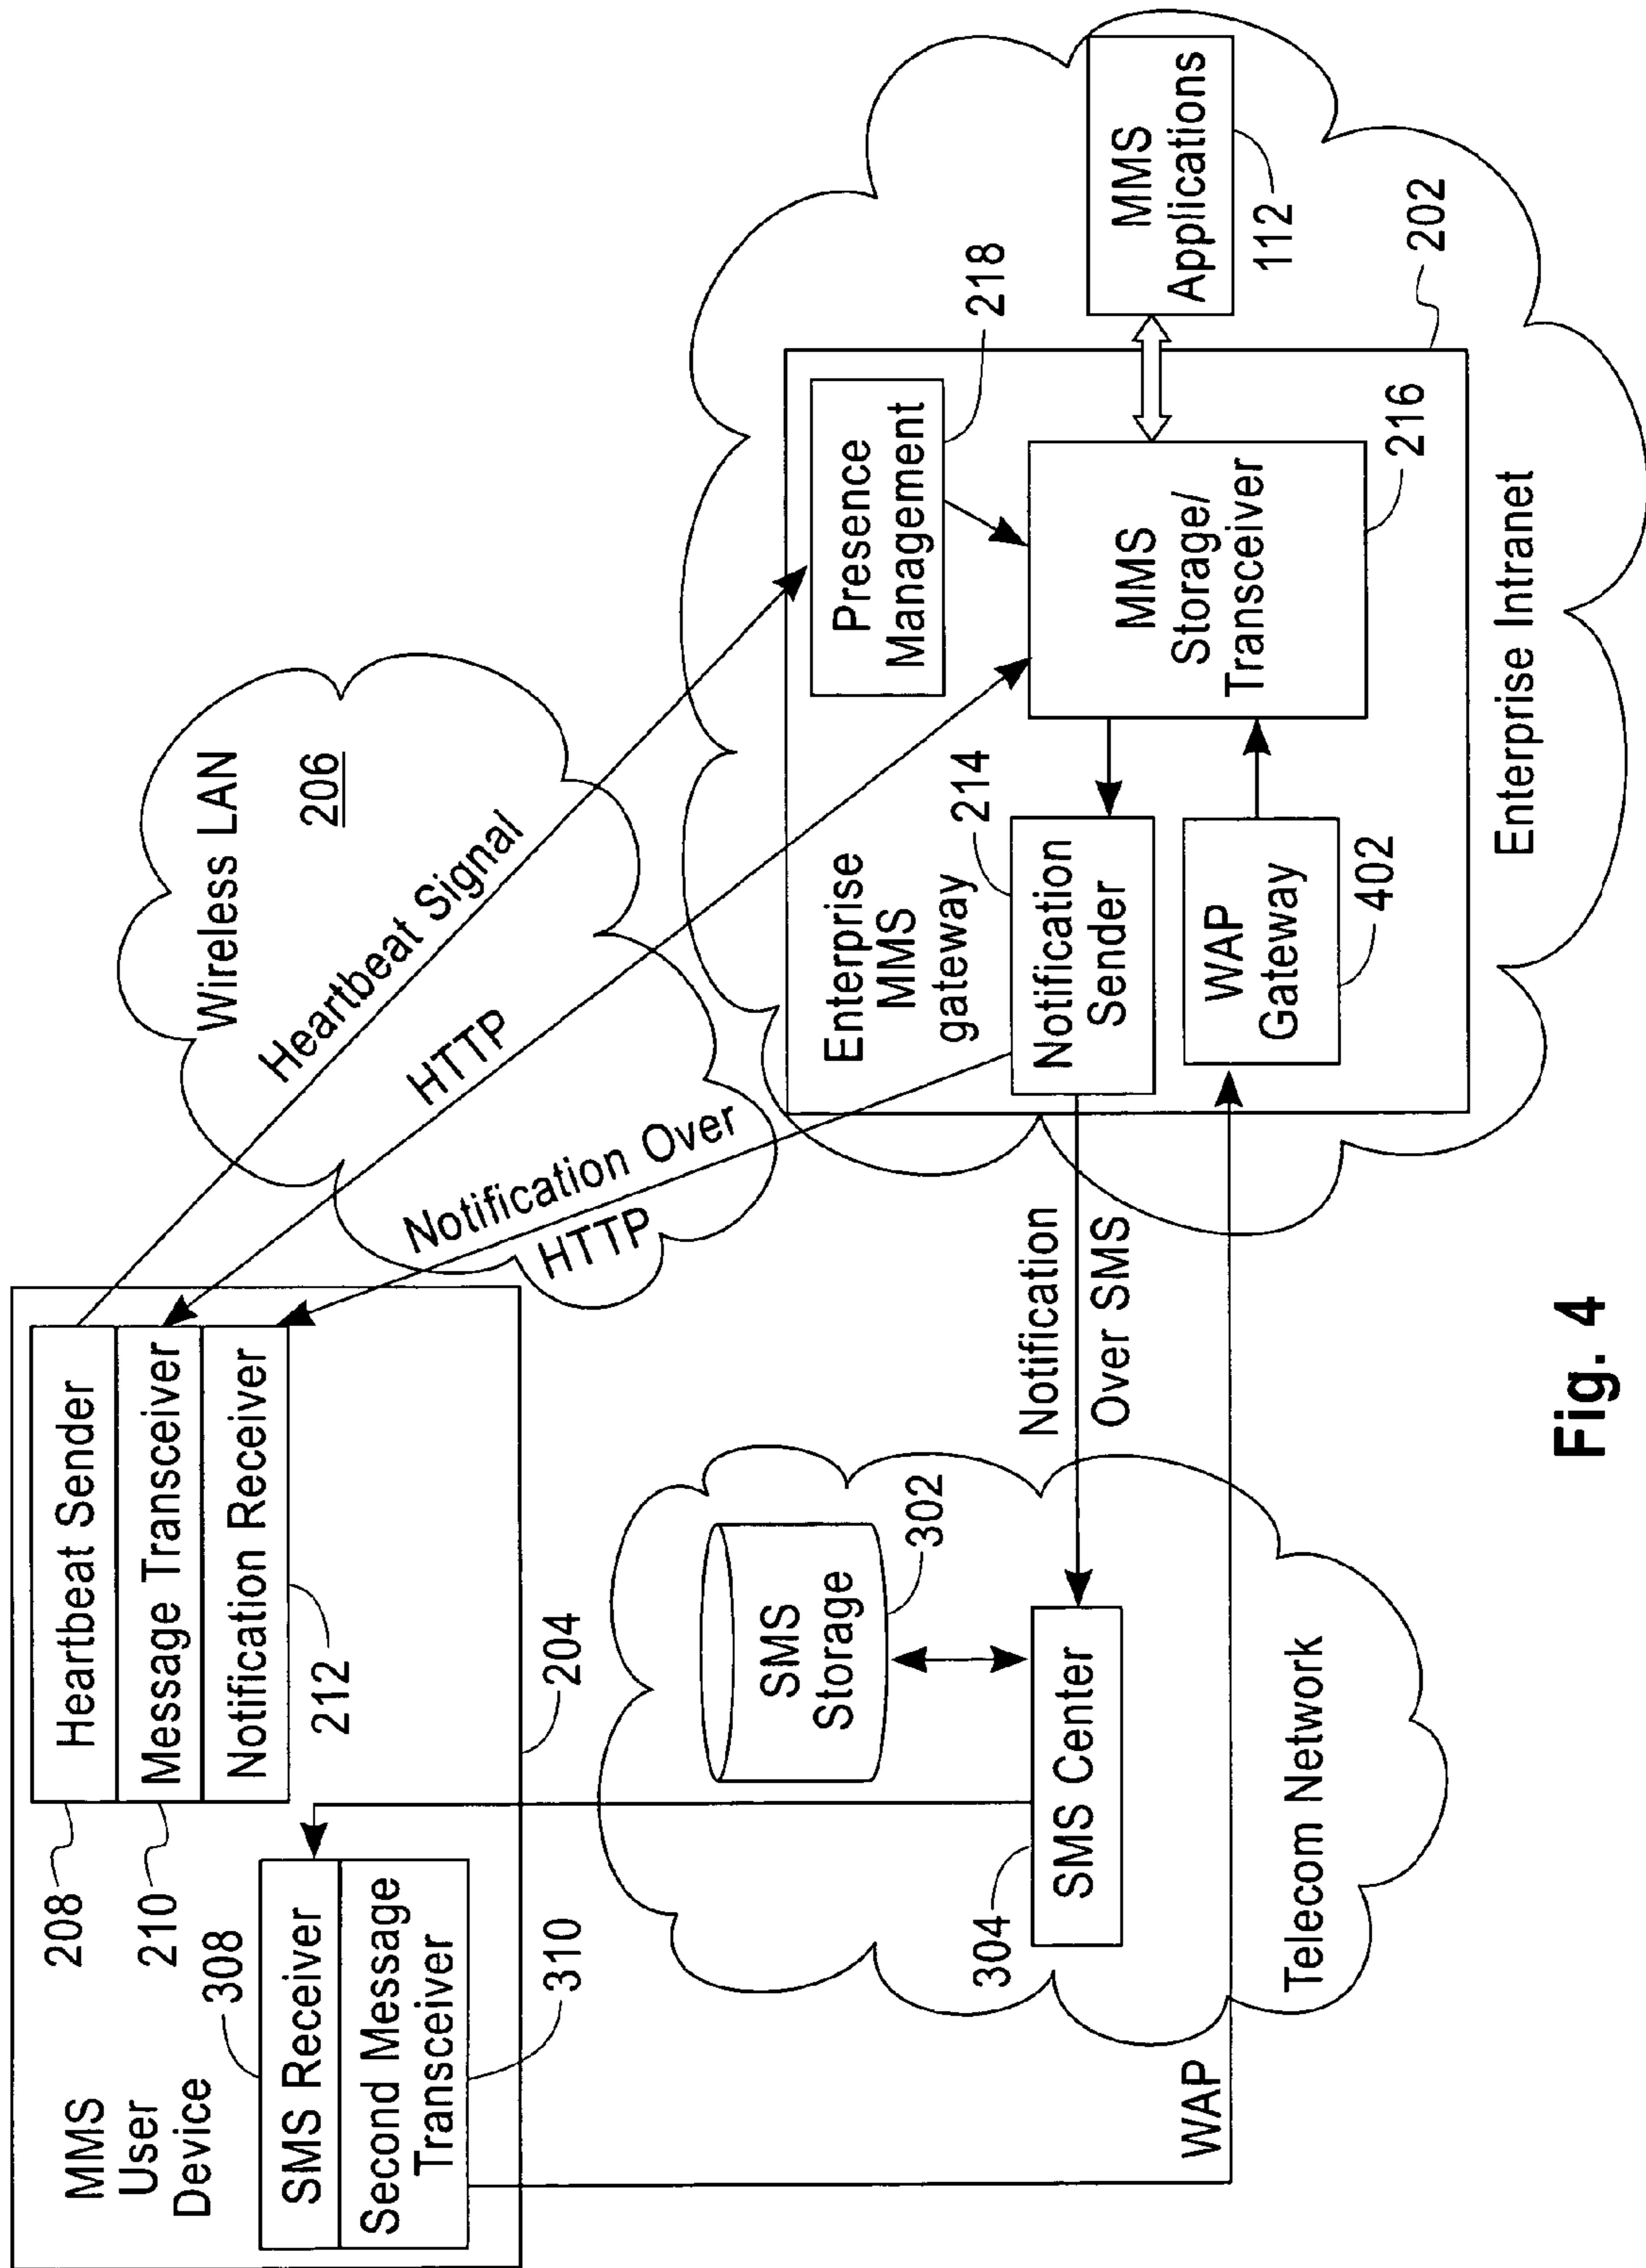 MMS
User
Device
208
210
308
Heartbeat Sender
Message Transceiver
Notification Receiver
212
SMS Receiver
Second Message
Transceiver
310
204
Wireless LAN
206
Heartbeat Signal
HTTP
Notification Over
HTTP
SMS
Storage
302
304
SMS Center
Telecom Network
Notification
Over SMS
WAP
Enterprise
MMS
gateway
214
Notification
Sender
WAP
Gateway
402
Presence
Management
218
MMS
Storage/
Transceiver
216
MMS
Applications
112
202
Enterprise Intranet
Fig. 4